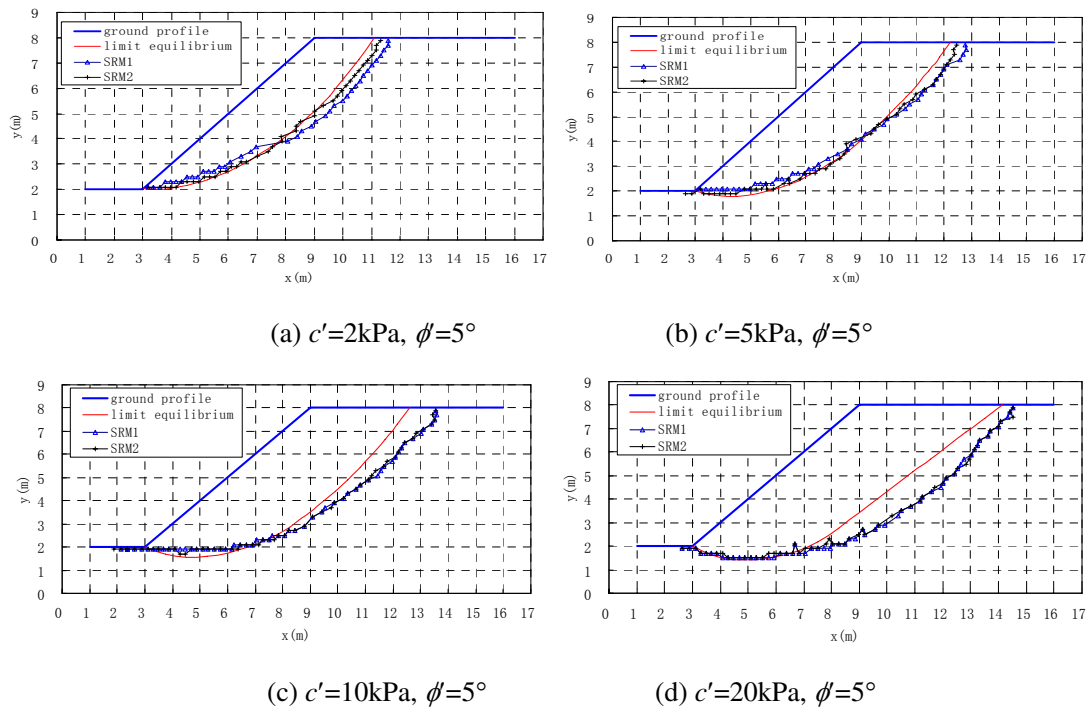 9
8
7
6
5
4
3
2
1
0
y(m)
ground profile
limit equilibrium
SRM1
SRM2
0 1 2 3 4 5 6 7 8 9 10 11 12 13 14 15 16 17
x(m)
(a) c′=2kPa, ϕ′=5°
9
8
7
6
5
4
3
2
1
0
y(m)
ground profile
limit equilibrium
SRM1
SRM2
0 1 2 3 4 5 6 7 8 9 10 11 12 13 14 15 16 17
x(m)
(b) c′=5kPa, ϕ′=5°
9
8
7
6
5
4
3
2
1
0
y(m)
ground profile
limit equilibrium
SRM1
SRM2
0 1 2 3 4 5 6 7 8 9 10 11 12 13 14 15 16 17
x(m)
(c) c′=10kPa, ϕ′=5°
9
8
7
6
5
4
3
2
1
0
y(m)
ground profile
limit equilibrium
SRM1
SRM2
0 1 2 3 4 5 6 7 8 9 10 11 12 13 14 15 16 17
x(m)
(d) c′=20kPa, ϕ′=5°